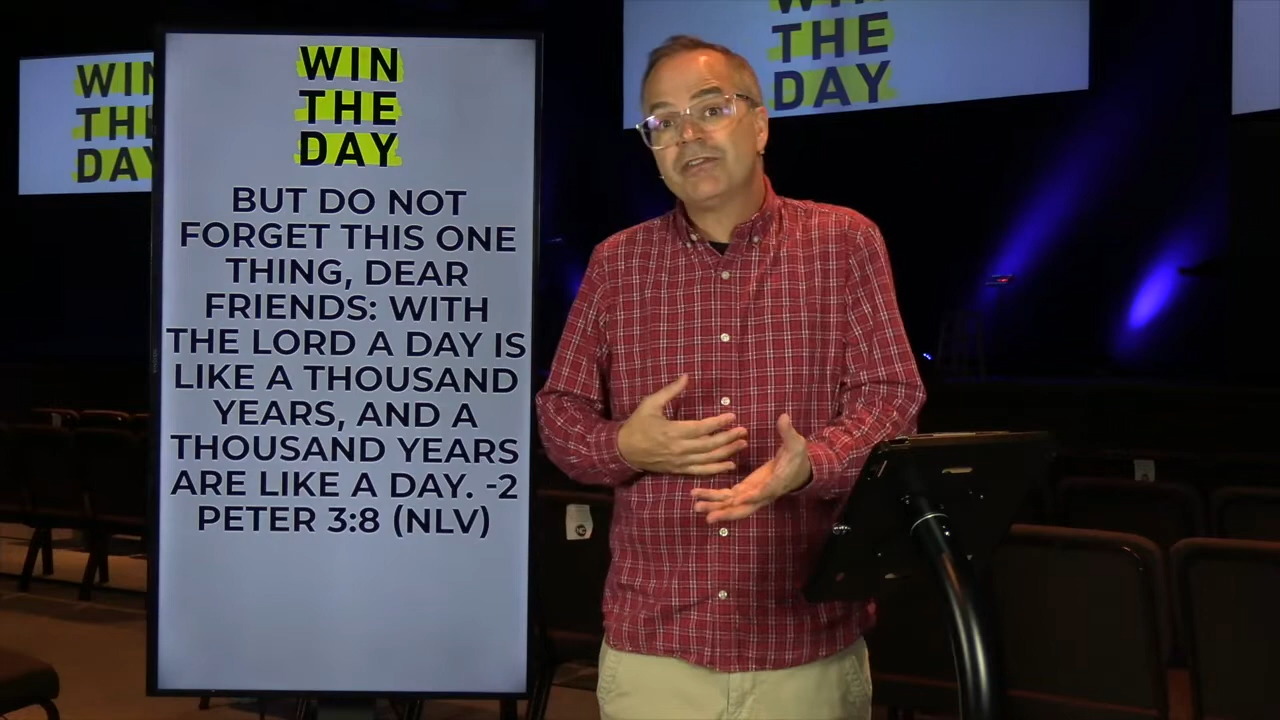 WIN
THE
DAY
BUT DO NOT
FORGET THIS ONE
THING, DEAR
FRIENDS: WITH
THE LORD A DAY IS
LIKE A THOUSAND
YEARS, AND A
THOUSAND YEARS
ARE LIKE A DAY. -2
PETER 3:8 (NLV)
WIN
THE
DAY
WIN
THE
DAY